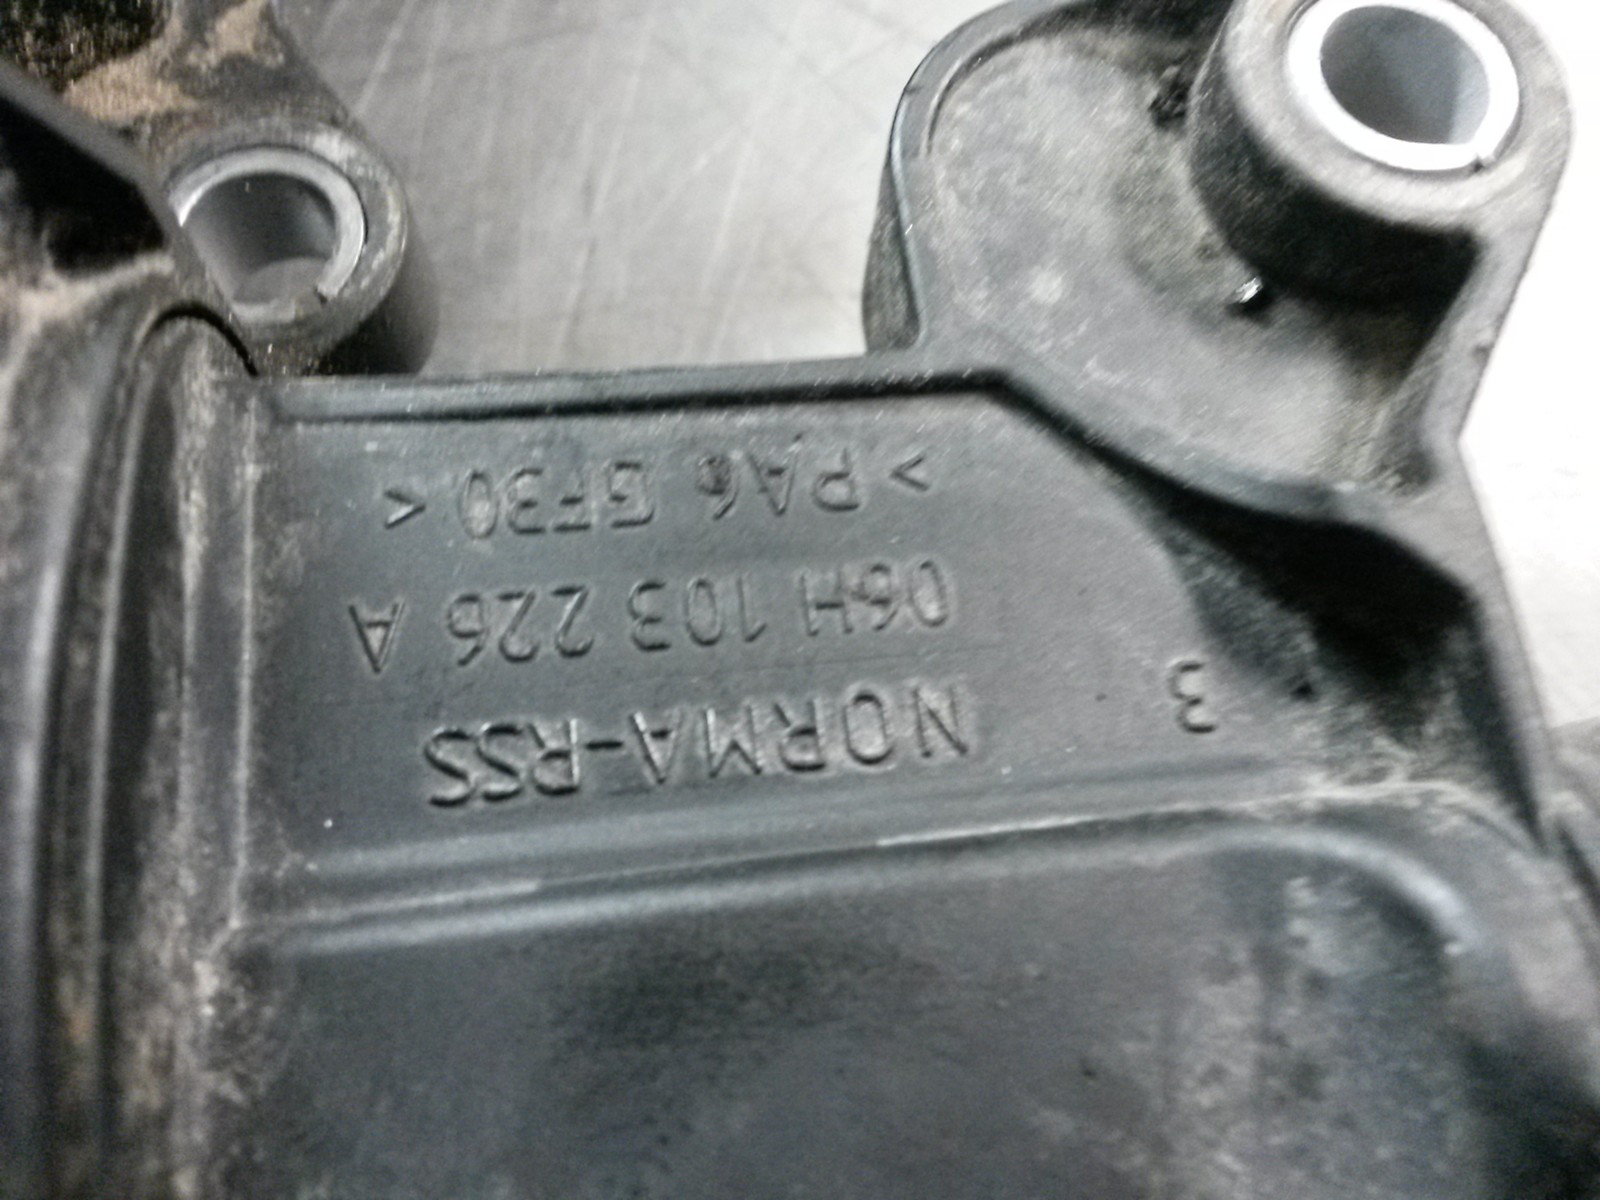 3
NORMA-RSS
06H 103 226 A
>PA6 GF30<